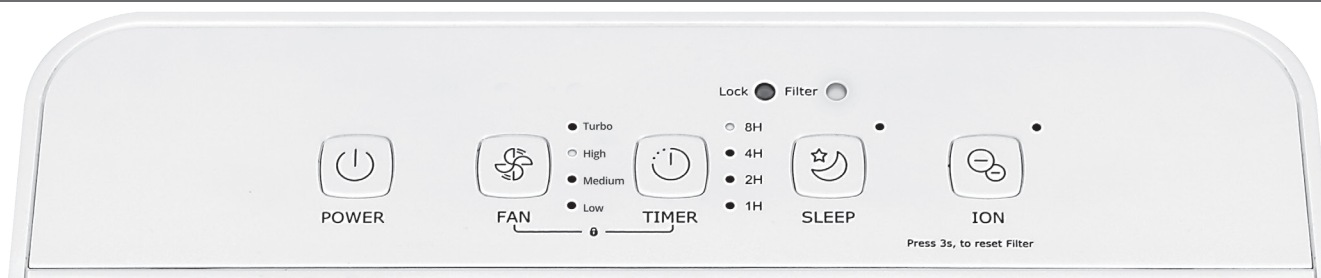 Lock Filter
Turbo
High
Medium
Low
8H
4H
2H
1H
POWER
FAN
TIMER
SLEEP
ION
Press 3s, to reset Filter